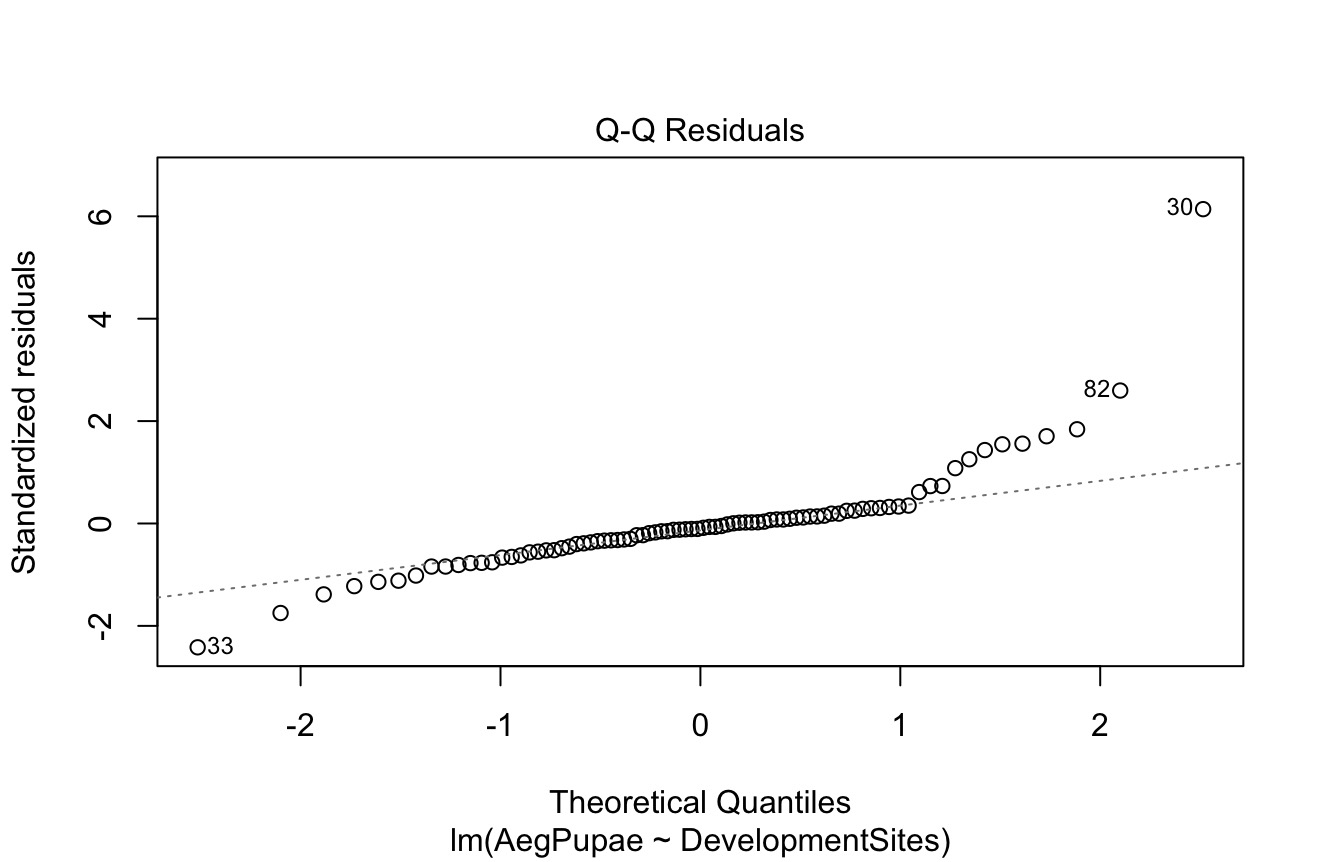 Q-Q Residuals
Standardized residuals
6
4
2
0
-2
30
82
33
-2 -1 0 1 2
Theoretical Quantiles
lm(AegPupae ~ DevelopmentSites)